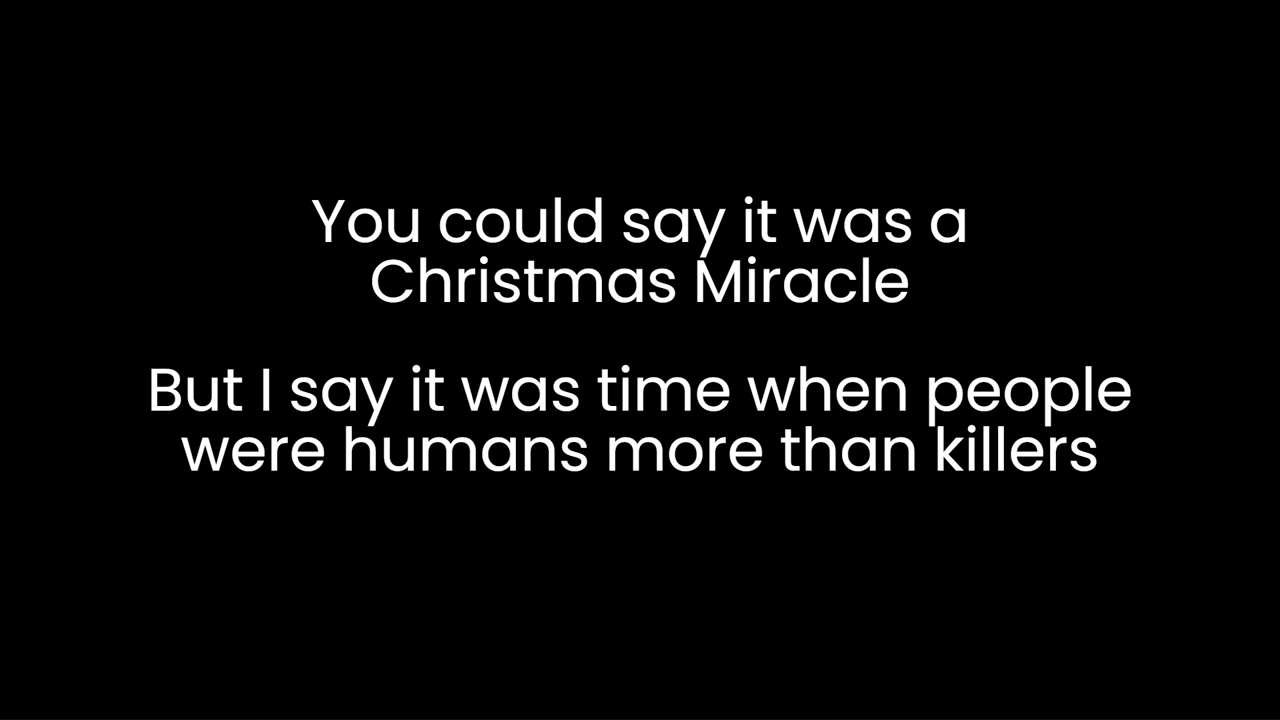 You could say it was a
Christmas Miracle
But I say it was time when people
were humans more than killers